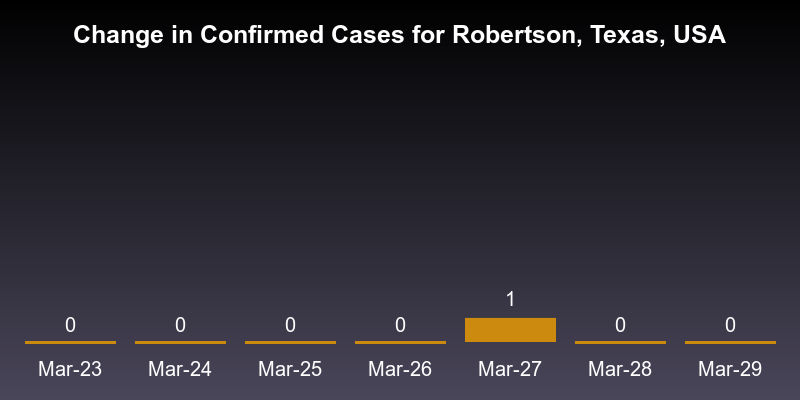 Change in Confirmed Cases for Robertson, Texas, USA
0 0 0 0 1 0 0
Mar-23 Mar-24 Mar-25 Mar-26 Mar-27 Mar-28 Mar-29